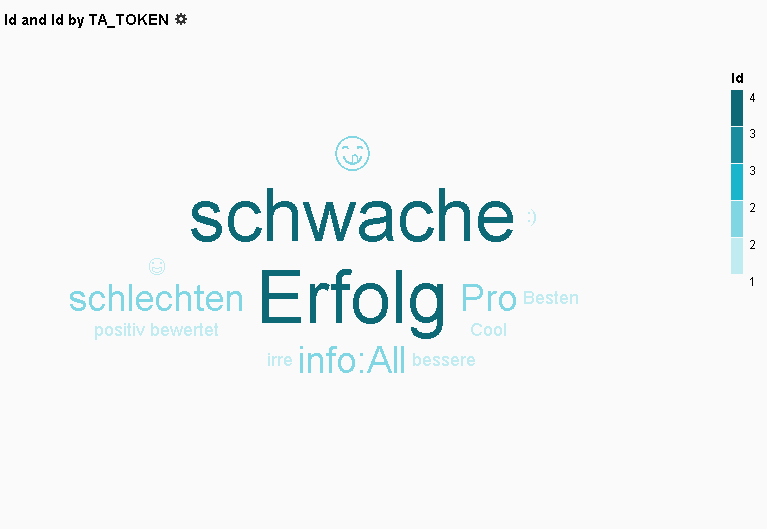 Id and Id by TA_TOKEN
Id
4
3
3
2
2
1
😋
schwache :)
schlechten Erfolg Pro Besten
positiv bewertet Cool
irre info:All bessere